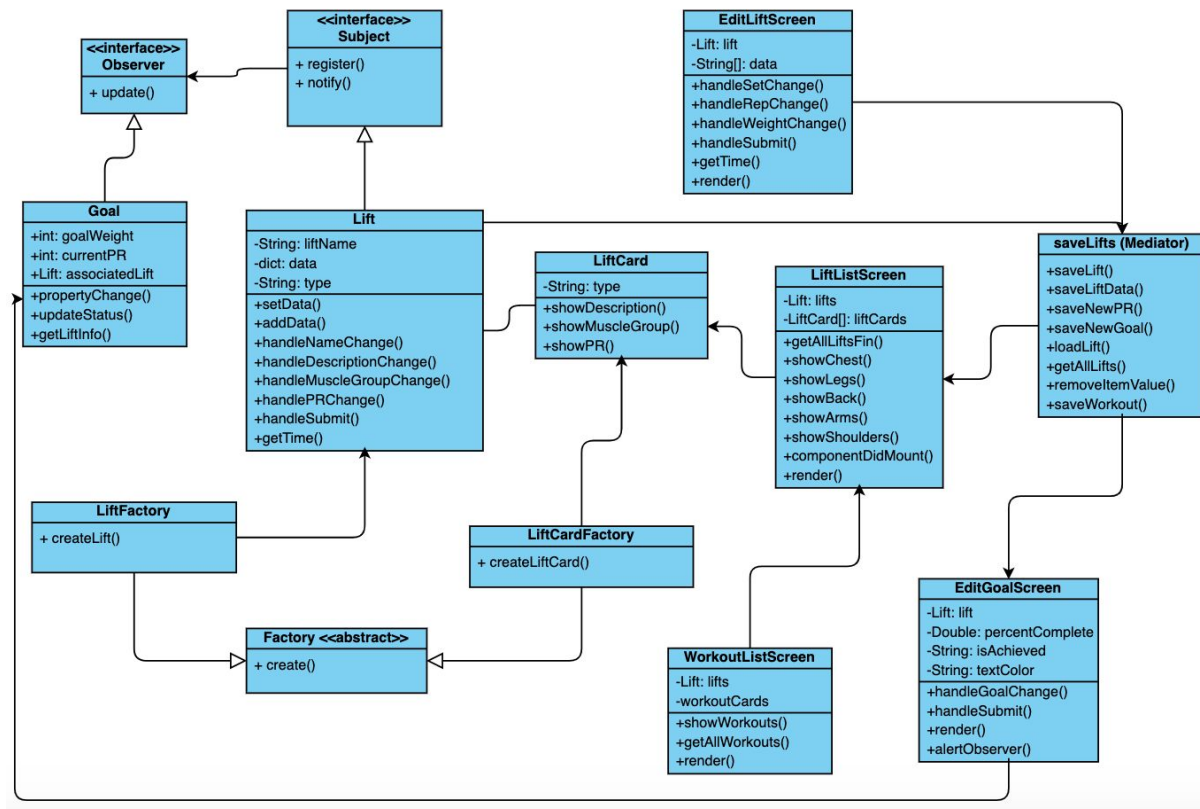 <<interface>>
Observer
+ update()
<<interface>>
Subject
+ register()
+ notify()
EditLiftScreen
-Lift: lift
-String[]: data
+handleSetChange()
+handleRepChange()
+handleWeightChange()
+handleSubmit()
+getTime()
+render()
Goal
+int: goalWeight
+int: currentPR
+Lift: associatedLift
+propertyChange()
+updateStatus()
+getLiftInfo()
Lift
-String: liftName
-dict: data
-String: type
+setData()
+addData()
+handleNameChange()
+handleDescriptionChange()
+handleMuscleGroupChange()
+handlePRChange()
+handleSubmit()
+getTime()
LiftCard
-String: type
+showDescription()
+showMuscleGroup()
+showPR()
LiftListScreen
-Lift: lifts
-LiftCard[]: liftCards
+getAllLiftsFin()
+showChest()
+showLegs()
+showBack()
+showArms()
+showShoulders()
+componentDidMount()
+render()
saveLifts (Mediator)
+saveLift()
+saveLiftData()
+saveNewPR()
+saveNewGoal()
+loadLift()
+getAllLifts()
+removeItemValue()
+saveWorkout()
LiftFactory
+ createLift()
LiftCardFactory
+ createLiftCard()
Factory <<abstract>>
+ create()
WorkoutListScreen
-Lift: lifts
-workoutCards
+showWorkouts()
+getAllWorkouts()
+render()
EditGoalScreen
-Lift: lift
-Double: percentComplete
-String: isAchieved
-String: textColor
+handleGoalChange()
+handleSubmit()
+render()
+alertObserver()